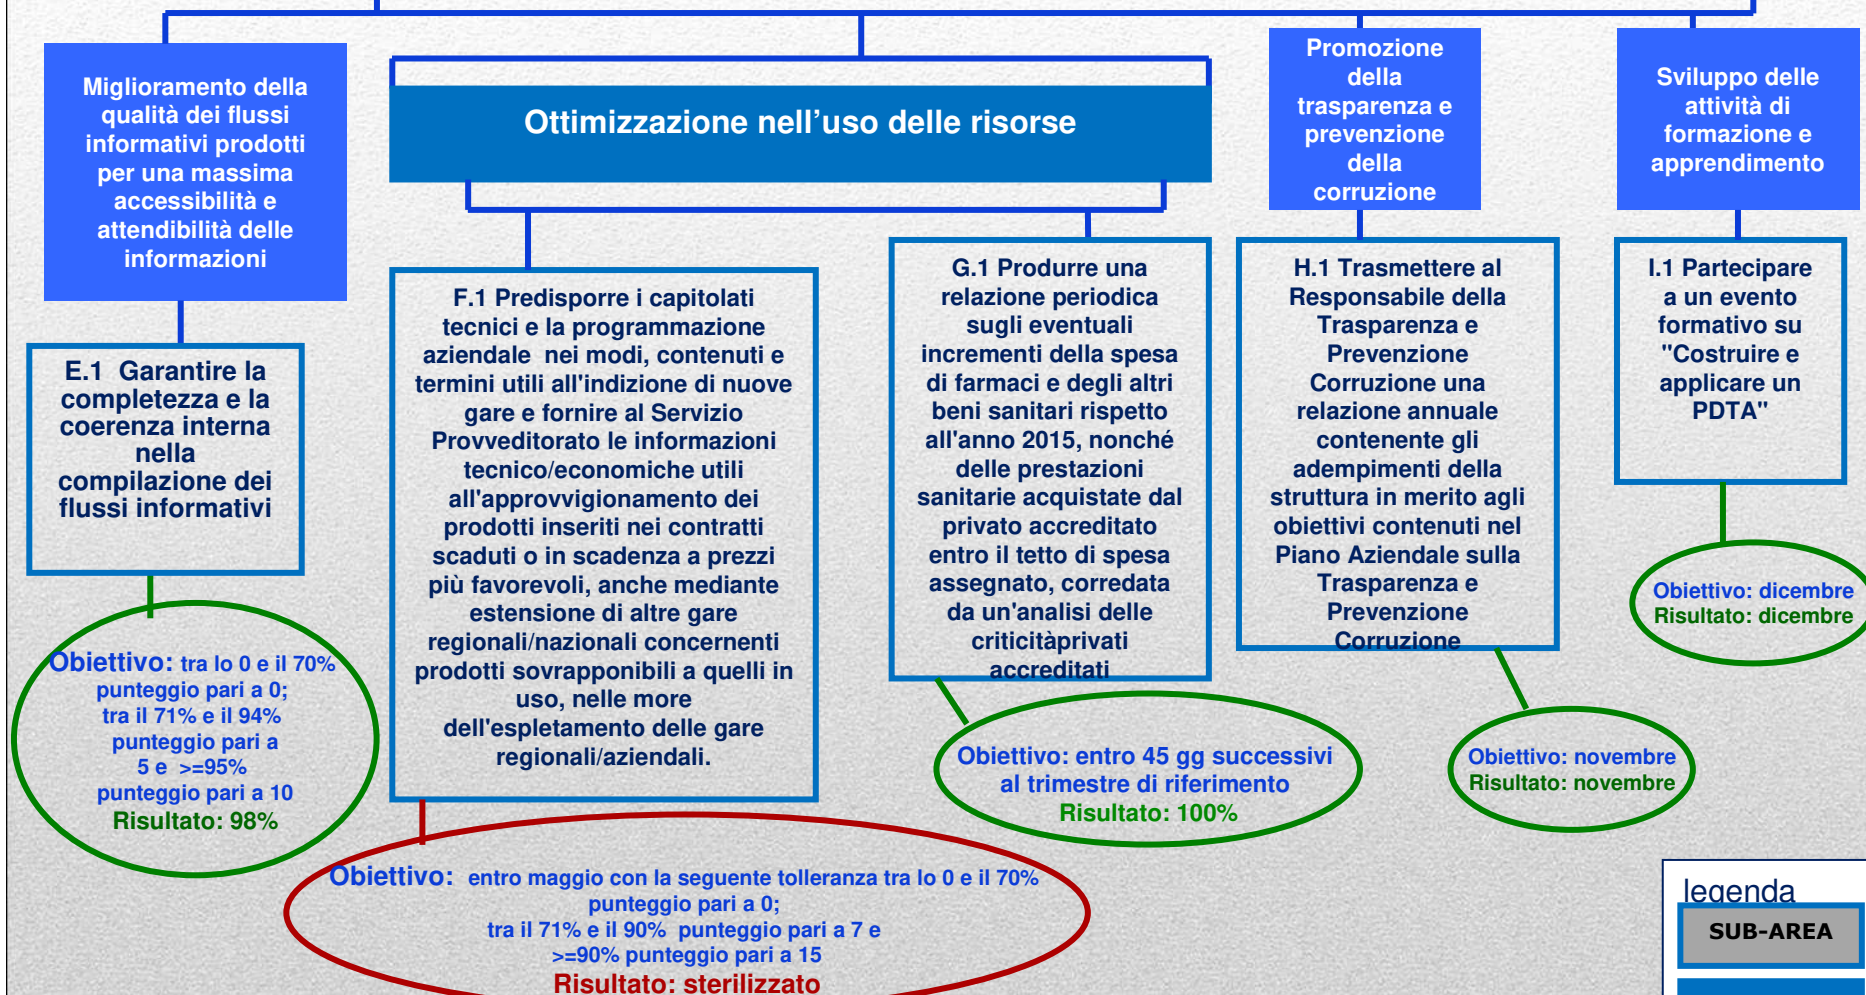 Miglioramento della
qualità dei flussi
informativi prodotti
per una massima
accessibilità e
attendibilità delle
informazioni
Ottimizzazione nell'uso delle risorse
Promozione
della
trasparenza e
prevenzione
della
corruzione
Sviluppo delle
attività di
formazione e
apprendimento
E.1  Garantire la
completezza e la
coerenza interna
nella
compilazione dei
flussi informativi
F.1 Predisporre i capitolati
tecnici e la programmazione
aziendale  nei modi, contenuti e
termini utili all'indizione di nuove
gare e fornire al Servizio
Provveditorato le informazioni
tecnico/economiche utili
all'approvvigionamento dei
prodotti inseriti nei contratti
scaduti o in scadenza a prezzi
più favorevoli, anche mediante
estensione di altre gare
regionali/nazionali concernenti
prodotti sovrapponibili a quelli in
uso, nelle more
dell'espletamento delle gare
regionali/aziendali.
G.1 Produrre una
relazione periodica
sugli eventuali
incrementi della spesa
di farmaci e degli altri
beni sanitari rispetto
all'anno 2015, nonché
delle prestazioni
sanitarie acquistate dal
privato accreditato
entro il tetto di spesa
assegnato, corredata
da un'analisi delle
criticitàprivati
accreditati
H.1 Trasmettere al
Responsabile della
Trasparenza e
Prevenzione
Corruzione una
relazione annuale
contenente gli
adempimenti della
struttura in merito agli
obiettivi contenuti nel
Piano Aziendale sulla
Trasparenza e
Prevenzione
Corruzione
I.1 Partecipare
a un evento
formativo su
"Costruire e
applicare un
PDTA"
Obiettivo: tra lo 0 e il 70%
punteggio pari a 0;
tra il 71% e il 94%
punteggio pari a
5 e  >=95%
punteggio pari a 10
Risultato: 98%
Obiettivo:  entro maggio con la seguente tolleranza tra lo 0 e il 70%
punteggio pari a 0;
tra il 71% e il 90%  punteggio pari a 7 e
>=90% punteggio pari a 15
Risultato: sterilizzato
Obiettivo: entro 45 gg successivi
al trimestre di riferimento
Risultato: 100%
Obiettivo: novembre
Risultato: novembre
Obiettivo: dicembre
Risultato: dicembre
legenda
SUB-AREA